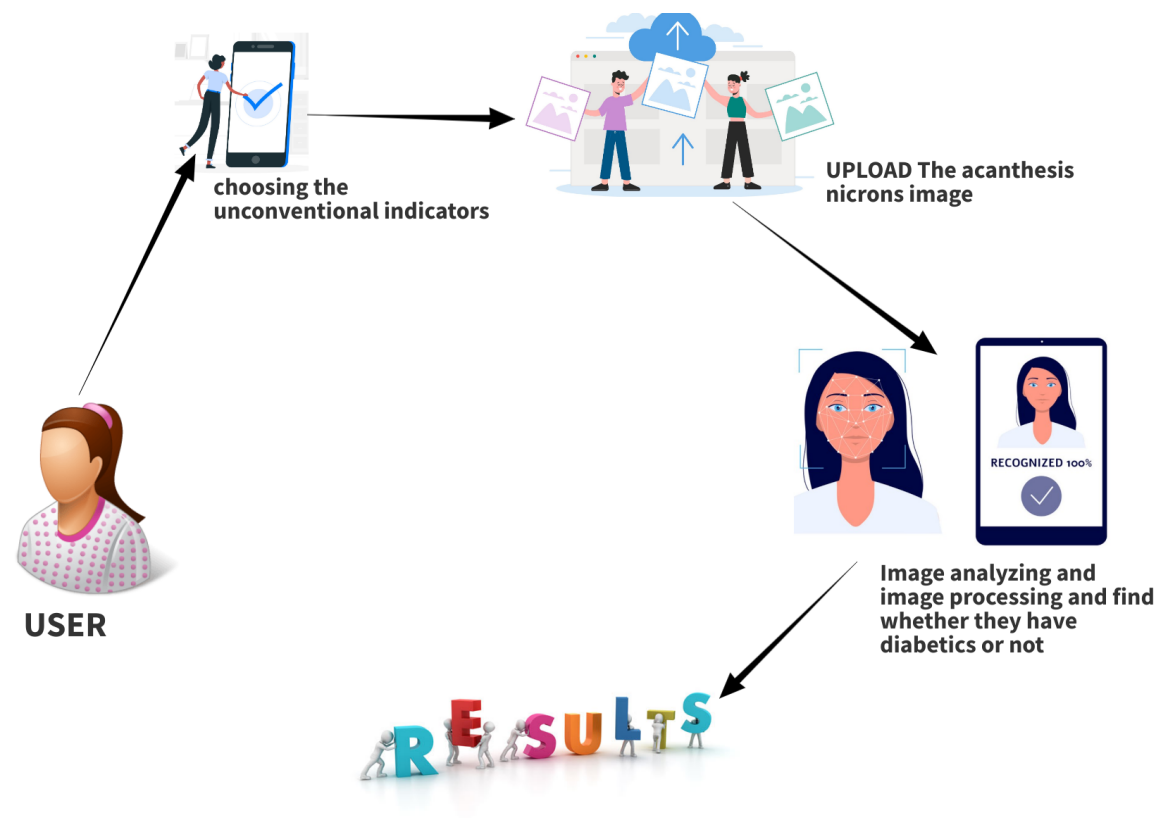 choosing the
unconventional indicators
UPLOAD The acanthesis
nicrons image
RECOGNIZED 100%
Image analyzing and
image processing and find
whether they have
diabetics or not
USER
RESULTS